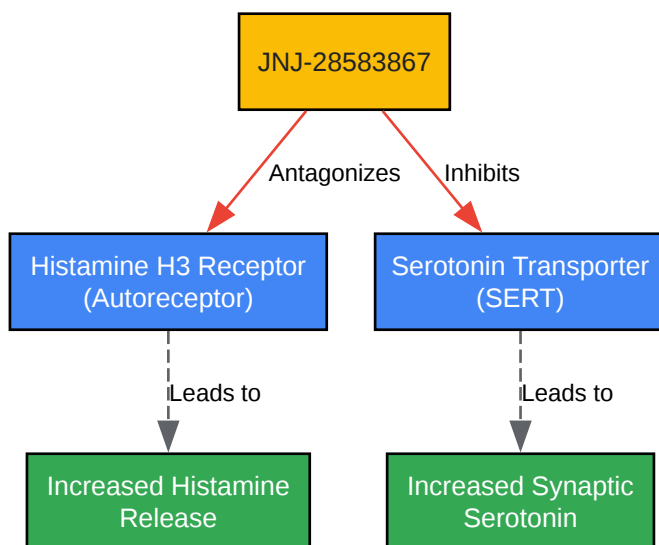 JNJ-28583867
Antagonizes
Inhibits
Histamine H3 Receptor
(Autoreceptor)
Serotonin Transporter
(SERT)
Leads to
Leads to
Increased Histamine
Release
Increased Synaptic
Serotonin